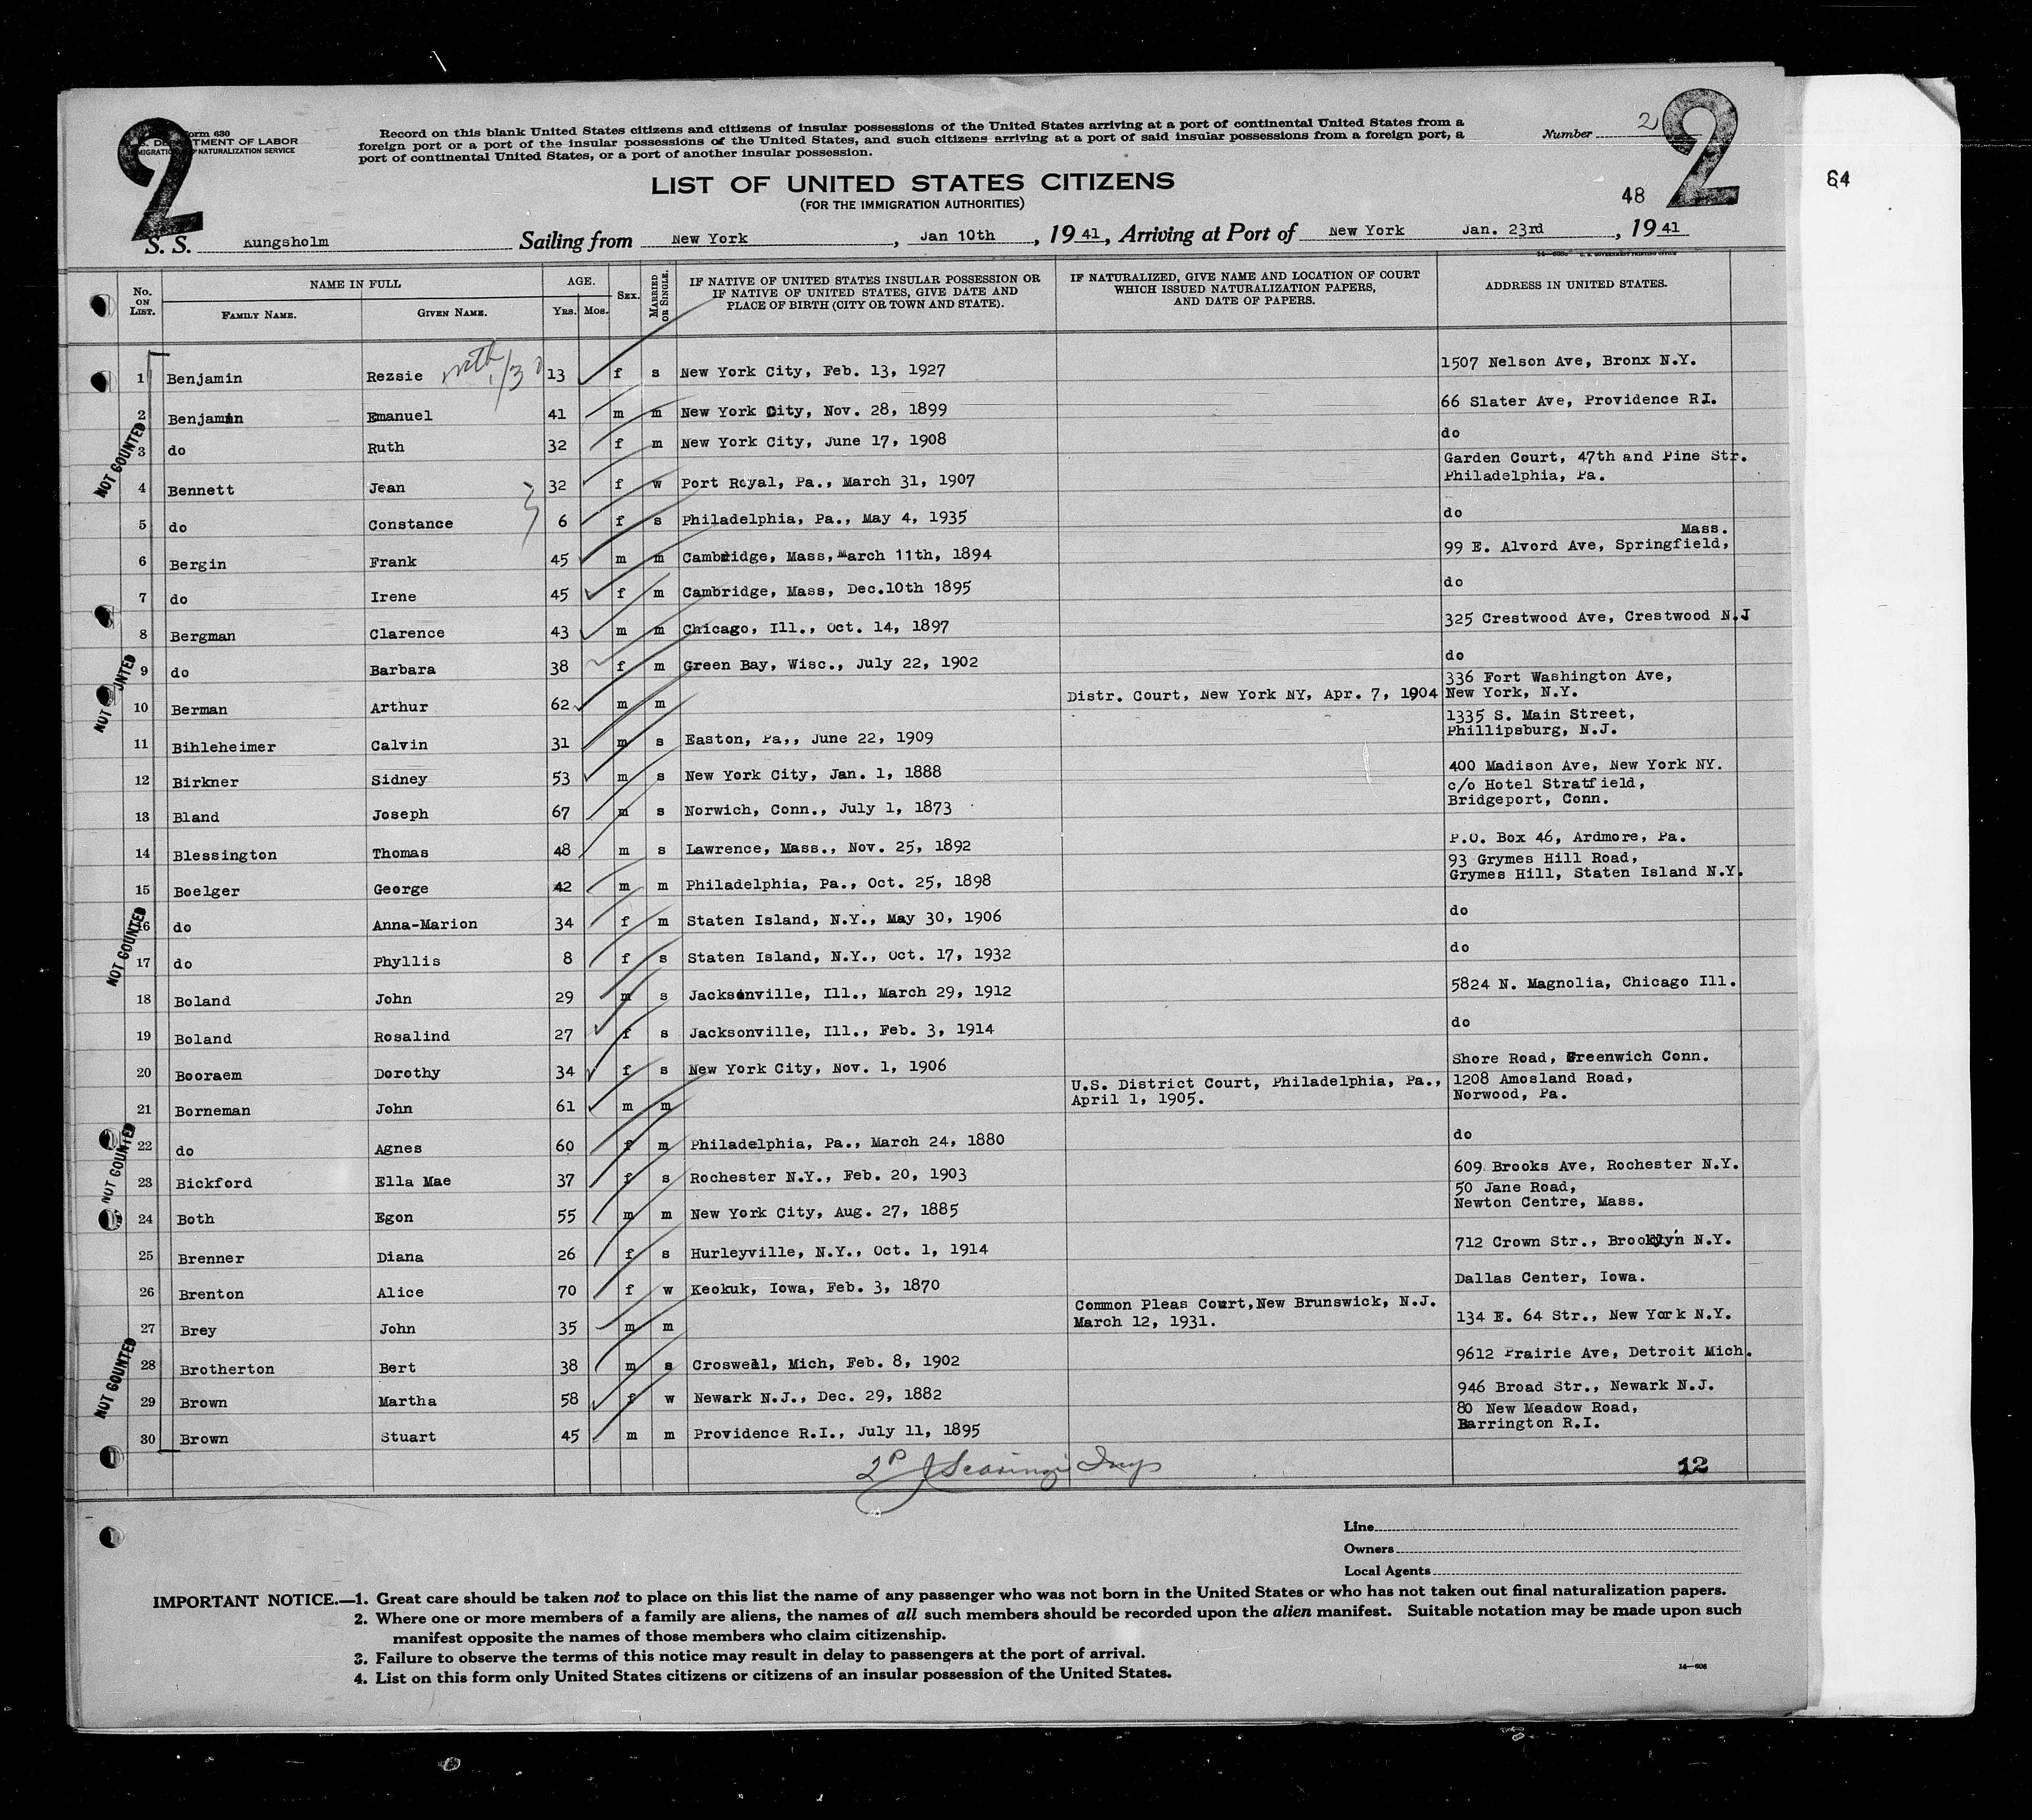 2
Form 630
U.S. DEPARTMENT OF LABOR
IMMIGRATION AND NATURALIZATION SERVICE
Record on this blank United States citizens and citizens of insular possessions of the United States arriving at a port of continental United States from a
foreign port or a port of the insular possessions of the United States, and such citizens arriving at a port of said insular possessions from a foreign port, a
port of continental United States, or a port of another insular possession.
Number 2
2
64
LIST OF UNITED STATES CITIZENS
(FOR THE IMMIGRATION AUTHORITIES)
48
S. S. Kungsholm Sailing from New York, Jan 10th, 19 41, Arriving at Port of New York Jan. 23rd, 19 41
No. ON LIST. NAME IN FULL AGE. SEX. MARRIED OR SINGLE. IF NATIVE OF UNITED STATES INSULAR POSSESSION OR IF NATIVE OF UNITED STATES, GIVE DATE AND PLACE OF BIRTH (CITY OR TOWN AND STATE). IF NATURALIZED, GIVE NAME AND LOCATION OF COURT WHICH ISSUED NATURALIZATION PAPERS, AND DATE OF PAPERS. ADDRESS IN UNITED STATES.
FAMILY NAME. GIVEN NAME. YRS. MOS.
1 Benjamin Rezsie with 1/3 13 f s New York City, Feb. 13, 1927 1507 Nelson Ave, Bronx N.Y.
2 Benjamin Emanuel 41 m m New York City, Nov. 28, 1899 66 Slater Ave, Providence RI.
NOT COUNTED
3 do Ruth 32 f m New York City, June 17, 1908 do
4 Bennett Jean 32 f w Port Royal, Pa., March 31, 1907 Garden Court, 47th and Pine Str. Philadelphia, Pa.
5 do Constance 6 f s Philadelphia, Pa., May 4, 1935 do
6 Bergin Frank 45 m m Cambridge, Mass, March 11th, 1894 99 E. Alvord Ave, Springfield, Mass.
7 do Irene 45 f m Cambridge, Mass, Dec.10th 1895 do
8 Bergman Clarence 43 m m Chicago, Ill., Oct. 14, 1897 325 Crestwood Ave, Crestwood N.J
9 do Barbara 38 f m Green Bay, Wisc., July 22, 1902 do
NOT COUNTED
10 Berman Arthur 62 m m Distr. Court, New York NY, Apr. 7, 1904 336 Fort Washington Ave, New York, N.Y.
11 Bihleheimer Calvin 31 m s Easton, Pa,, June 22, 1909 1335 S. Main Street, Phillipsburg, N.J.
12 Birkner Sidney 53 m s New York City, Jan. 1, 1888 400 Madison Ave, New York NY.
13 Bland Joseph 67 m s Norwich, Conn., July 1, 1873 c/o Hotel Stratfield, Bridgeport, Conn.
14 Blessington Thomas 48 m s Lawrence, Mass., Nov. 25, 1892 P.O. Box 46, Ardmore, Pa.
15 Boelger George 42 m m Philadelphia, Pa., Oct. 25, 1898 93 Grymes Hill Road, Grymes Hill, Staten Island N.Y.
NOT COUNTED
16 do Anna-Marion 34 f m Staten Island, N.Y., May 30, 1906 do
17 do Phyllis 8 f s Staten Island, N.Y., Oct. 17, 1932 do
18 Boland John 29 m s Jacksonville, Ill., March 29, 1912 5824 N. Magnolia, Chicago Ill.
19 Boland Rosalind 27 f s Jacksonville, Ill., Feb. 3, 1914 do
20 Booraem Dorothy 34 f s New York City, Nov. 1, 1906 Shore Road, Greenwich Conn.
21 Borneman John 61 m m U.S. District Court, Philadelphia, Pa., April 1, 1905. 1208 Amosland Road, Norwood, Pa.
22 do Agnes 60 f m Philadelphia, Pa., March 24, 1880 do
NOT COUNTED
23 Bickford Ella Mae 37 f s Rochester N.Y., Feb. 20, 1903 609 Brooks Ave, Rochester N.Y.
24 Both Egon 55 m m New York City, Aug. 27, 1885 50 Jane Road, Newton Centre, Mass.
25 Brenner Diana 26 f s Hurleyville, N.Y., Oct. 1, 1914 712 Crown Str., Brooklyn N.Y.
26 Brenton Alice 70 f w Keokuk, Iowa, Feb. 3, 1870 Dallas Center, Iowa.
27 Brey John 35 m m Common Pleas Court,New Brunswick, N.J. March 12, 1931. 134 E. 64 Str., New York N.Y.
28 Brotherton Bert 38 m s Croswell, Mich, Feb. 8, 1902 9612 Prairie Ave, Detroit Mich.
NOT COUNTED
29 Brown Martha 58 f w Newark N.J., Dec. 29, 1882 946 Broad Str., Newark N.J.
30 Brown Stuart 45 m m Providence R.I., July 11, 1895 80 New Meadow Road, Barrington R.I.
12
Line
Owners
Local Agents
IMPORTANT NOTICE.—1. Great care should be taken not to place on this list the name of any passenger who was not born in the United States or who has not taken out final naturalization papers.
2. Where one or more members of a family are aliens, the names of all such members should be recorded upon the alien manifest. Suitable notation may be made upon such
manifest opposite the names of those members who claim citizenship.
3. Failure to observe the terms of this notice may result in delay to passengers at the port of arrival.
4. List on this form only United States citizens or citizens of an insular possession of the United States.